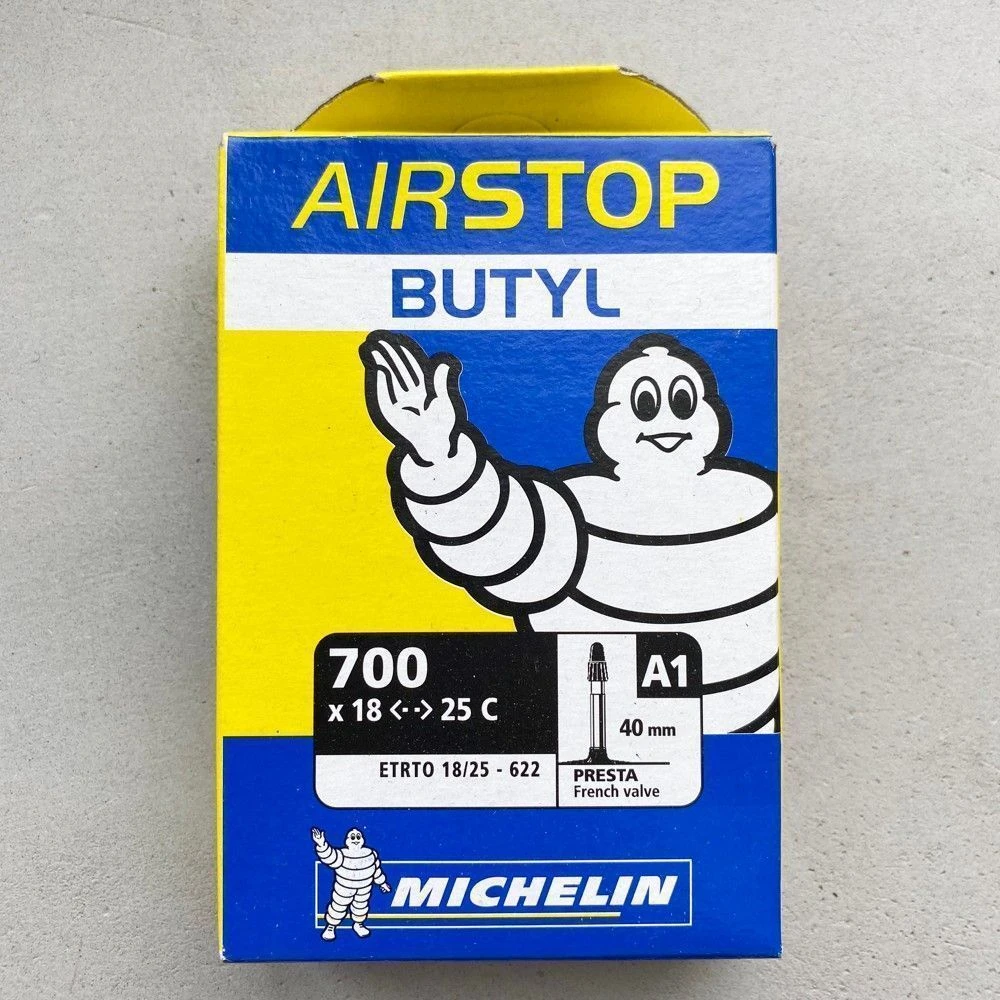 AIRSTOP
BUTYL
700
x 18 <--> 25 C
A1
40 mm
ETRTO 18/25 - 622
PRESTA
French valve
MICHELIN